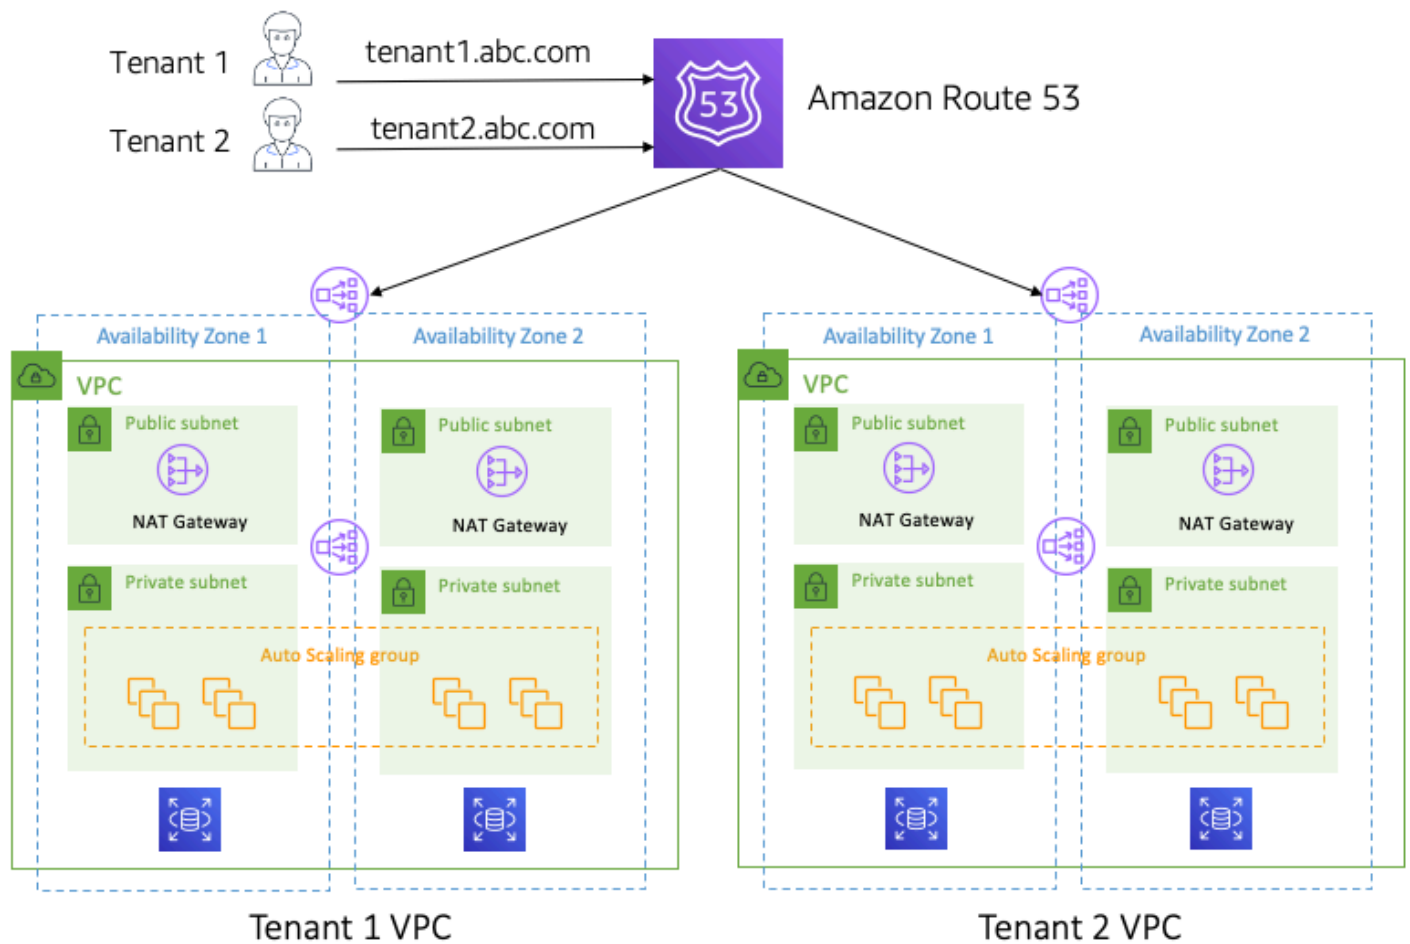 Tenant 1
tenant1.abc.com
Tenant 2
tenant2.abc.com
53
Amazon Route 53
Availability Zone 1
Availability Zone 2
VPC
Public subnet
Public subnet
NAT Gateway
NAT Gateway
Private subnet
Private subnet
Auto Scaling group
Tenant 1 VPC
Availability Zone 1
Availability Zone 2
VPC
Public subnet
Public subnet
NAT Gateway
NAT Gateway
Private subnet
Private subnet
Auto Scaling group
Tenant 2 VPC